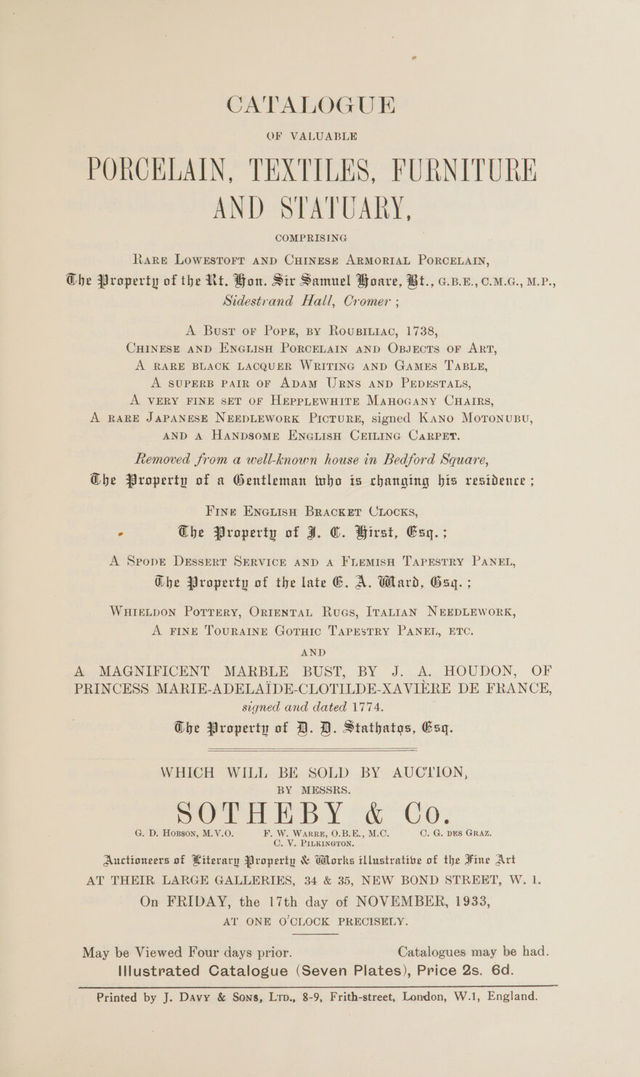 CATALOGUE
OF VALUABLE
PORCELAIN, TEXTILES, FURNITURE
AND STATUARY,
COMPRISING
RARE LOWESTOFT AND CHINESE ARMORIAL PORCELAIN,
The Property of the Rt. Hon. Sir Samuel Hoare, Bt., G.B.E., C.M.G., M.P.,
Sidestrand Hall, Cromer ;
A BUST OF POPE, BY ROUBILIAC, 1738,
CHINESE AND ENGLISH PORCELAIN AND OBJECTS OF ART,
A RARE BLACK LACQUER WRITING AND GAMES TABLE,
A SUPERB PAIR OF ADAM URNS AND PEDESTALS,
A VERY FINE SET OF HEPPLEWHITE MAHOGANY CHAIRS,
A RARE JAPANESE NEEDLEWORK PICTURE, signed KANO MOTONUBU,
AND A HANDSOME ENGLISH CEILING CARPET.
Removed from a well-known house in Bedford Square,
The Property of a Gentleman who is changing his residence ;
FINE ENGLISH BRACKET CLOCKS,
The Property of J. C. Hirst, Esq. ;
A SPODE DESSERT SERVICE AND A FLEMISH TAPESTRY PANEL,
The Property of the late E. A. Ward, Esq. ;
WHIELDON POTTERY, ORIENTAL RUGS, ITALIAN NEEDLEWORK,
A FINE TOURAINE GOTHIC TAPESTRY PANEL, ETC.
AND
A MAGNIFICENT MARBLE BUST, BY J. A. HOUDON, OF
PRINCESS MARIE-ADELAÏDE-CLOTILDE-XAVIÈRE DE FRANCE,
signed and dated 1774.
The Property of D. D. Stathatos, Esq.
WHICH WILL BE SOLD BY AUCTION,
BY MESSRS.
SOTHEBY & Co.
G. D. HOBSON, M.V.O. F. W. WARRE, O.B.E., M.C. C. G. DES GRAZ.
C. V. PILKINGTON.
Auctioneers of Literary Property & Works illustrative of the Fine Art
AT THEIR LARGE GALLERIES, 34 & 35, NEW BOND STREET, W. 1.
On FRIDAY, the 17th day of NOVEMBER, 1933,
AT ONE O'CLOCK PRECISELY.
May be Viewed Four days prior. Catalogues may be had.
Illustrated Catalogue (Seven Plates), Price 2s. 6d.
Printed by J. DAVY & SONS, LTD., 8-9, Frith-street, London, W.1, England.